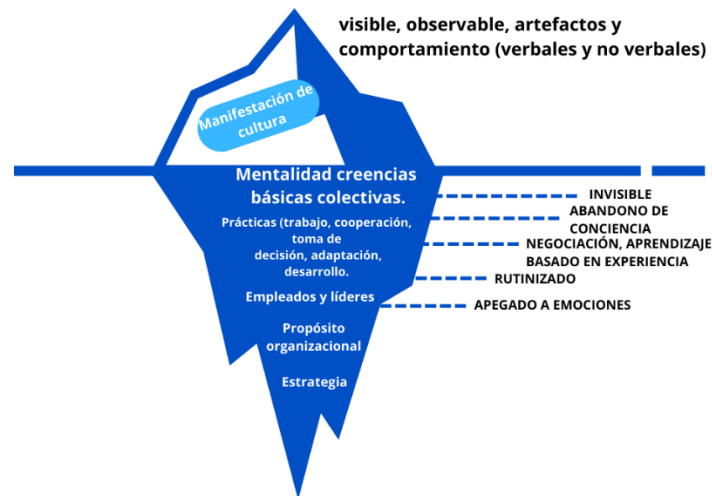 visible, observable, artefactos y
comportamiento (verbales y no verbales)
Manifestación de
cultura
Mentalidad creencias
básicas colectivas.
Prácticas (trabajo, cooperación,
toma de
decisión, adaptación,
desarrollo.
Empleados y líderes
Propósito
organizacional
Estrategia
INVISIBLE
ABANDONO DE
CONCIENCIA
NEGOCIACIÓN, APRENDIZAJE
BASADO EN EXPERIENCIA
RUTINIZADO
APEGADO A EMOCIONES